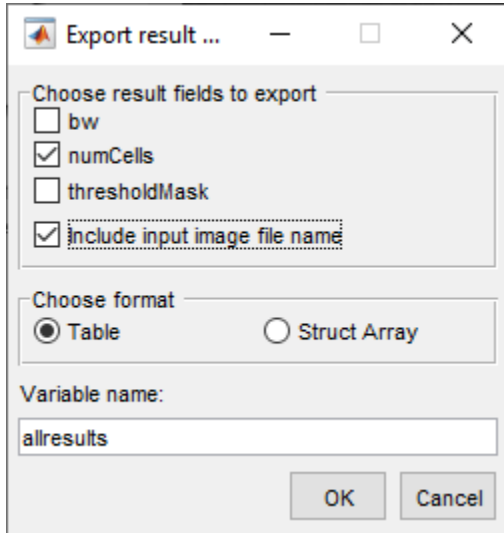 Export result ...
Choose result fields to export
bw
numCells
thresholdMask
Include input image file name
Choose format
Table Struct Array
Variable name:
allresults
OK Cancel